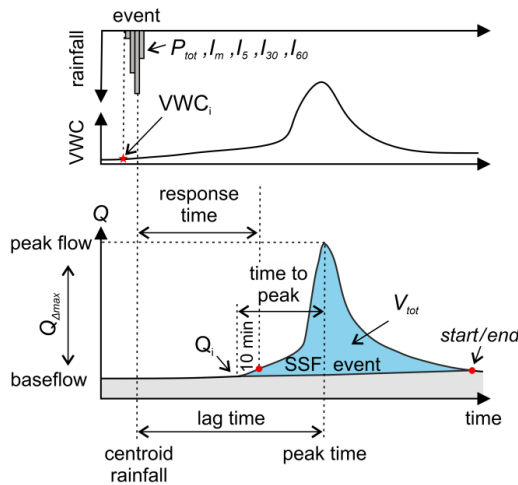 event
rainfall
P_tot , I_m , I_5 , I_30 , I_60
VWC
VWC_i
response
time
Q
peak flow
time to
peak
Q_Δmax
10 min
V_tot
Q_i
start/end
SSF event
baseflow
lag time
time
centroid
rainfall
peak time